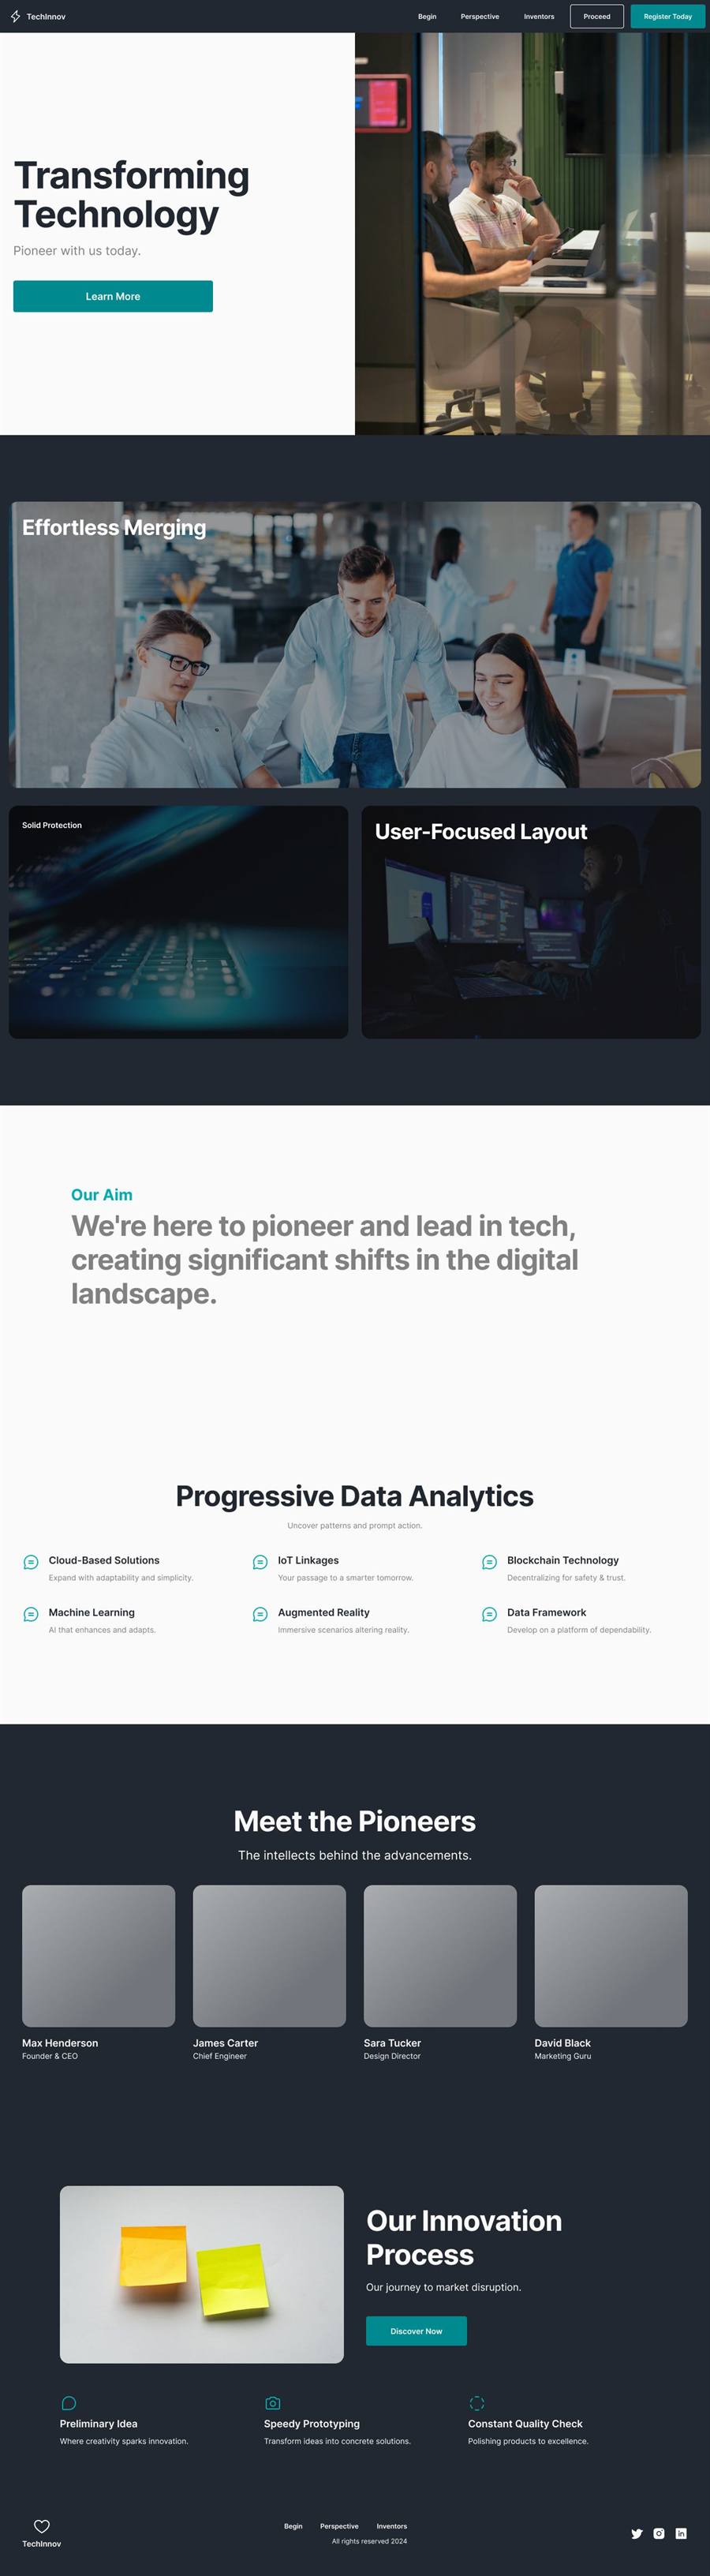 TechInnov
Begin
Perspective
Inventors
Proceed
Register Today
Transforming
Technology
Pioneer with us today.
Learn More
Effortless Merging
Solid Protection
User-Focused Layout
Our Aim
We're here to pioneer and lead in tech,
creating significant shifts in the digital
landscape.
Progressive Data Analytics
Uncover patterns and prompt action.
Cloud-Based Solutions
Expand with adaptability and simplicity.
IoT Linkages
Your passage to a smarter tomorrow.
Blockchain Technology
Decentralizing for safety & trust.
Machine Learning
AI that enhances and adapts.
Augmented Reality
Immersive scenarios altering reality.
Data Framework
Develop on a platform of dependability.
Meet the Pioneers
The intellects behind the advancements.
Max Henderson
Founder & CEO
James Carter
Chief Engineer
Sara Tucker
Design Director
David Black
Marketing Guru
Our Innovation
Process
Our journey to market disruption.
Discover Now
Preliminary Idea
Where creativity sparks innovation.
Speedy Prototyping
Transform ideas into concrete solutions.
Constant Quality Check
Polishing products to excellence.
TechInnov
Begin
Perspective
Inventors
All rights reserved 2024